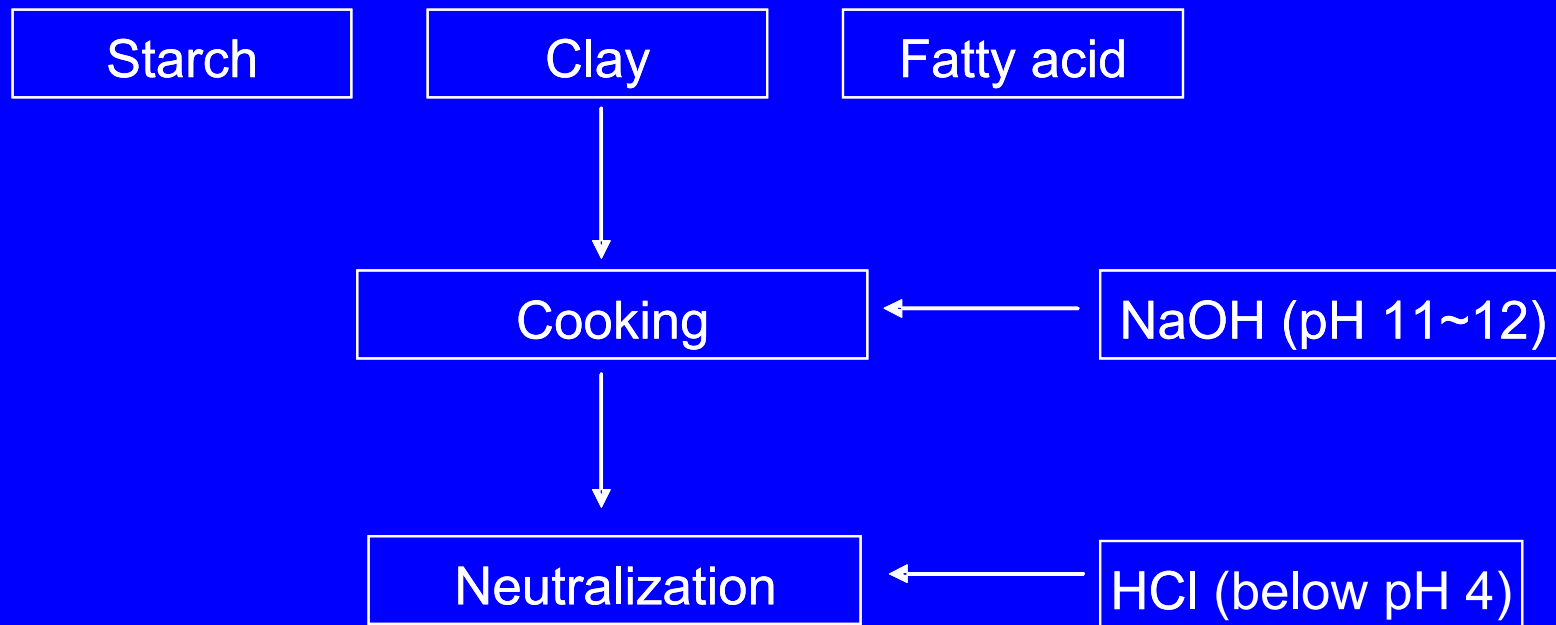 Starch
Clay
Fatty acid
Cooking
NaOH (pH 11~12)
Neutralization
HCl (below pH 4)